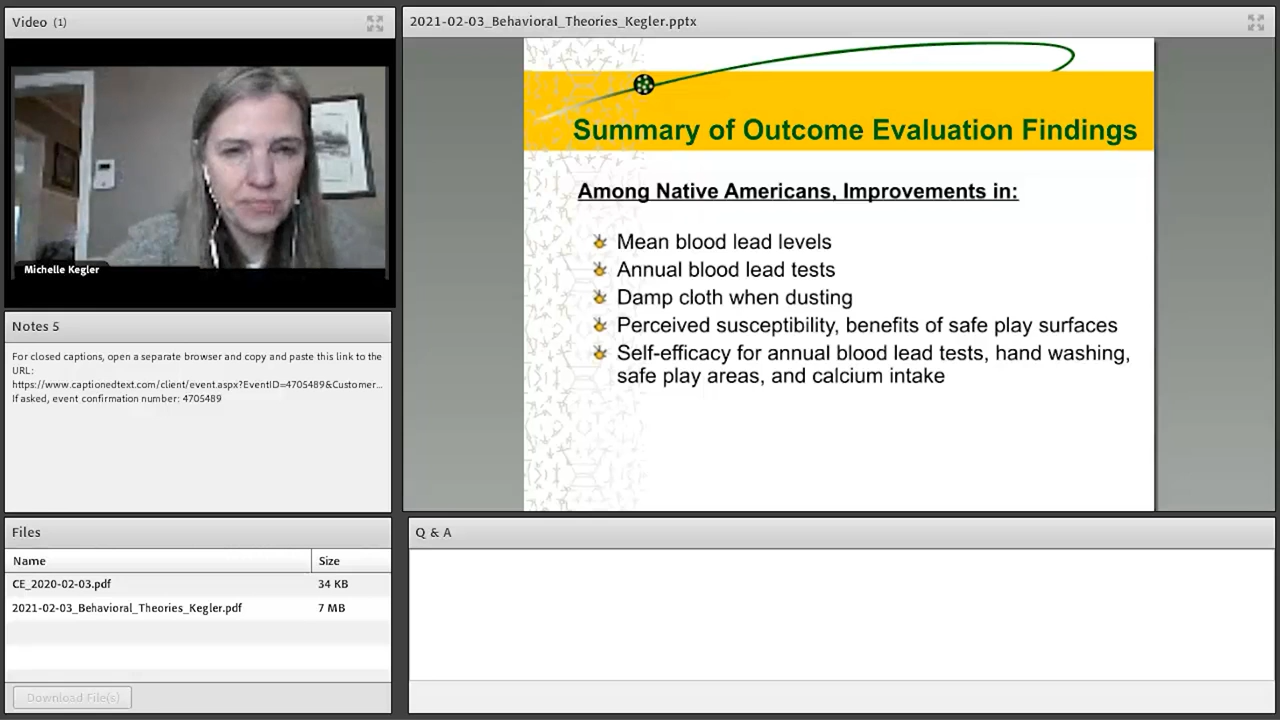 Video (1)
Michelle Kegler
Notes 5
For closed captions, open a separate browser and copy and paste this link to the
URL:
https://www.captionedtext.com/client/event.aspx?EventID=4705489&Customer...
If asked, event confirmation number: 4705489
Files
Name Size
CE_2020-02-03.pdf 34 KB
2021-02-03_Behavioral_Theories_Kegler.pdf 7 MB
Download File(s)
2021-02-03_Behavioral_Theories_Kegler.pptx
Summary of Outcome Evaluation Findings
Among Native Americans, Improvements in:
Mean blood lead levels
Annual blood lead tests
Damp cloth when dusting
Perceived susceptibility, benefits of safe play surfaces
Self-efficacy for annual blood lead tests, hand washing,
safe play areas, and calcium intake
Q & A